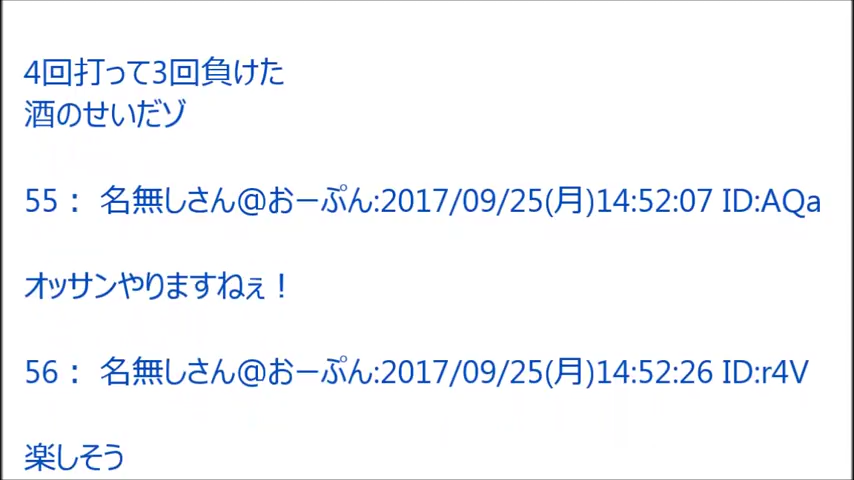 4回打って3回負けた
酒のせいだゾ
55： 名無しさん@おーぷん:2017/09/25(月)14:52:07 ID:AQa
オッサンやりますねぇ！
56： 名無しさん@おーぷん:2017/09/25(月)14:52:26 ID:r4V
楽しそう